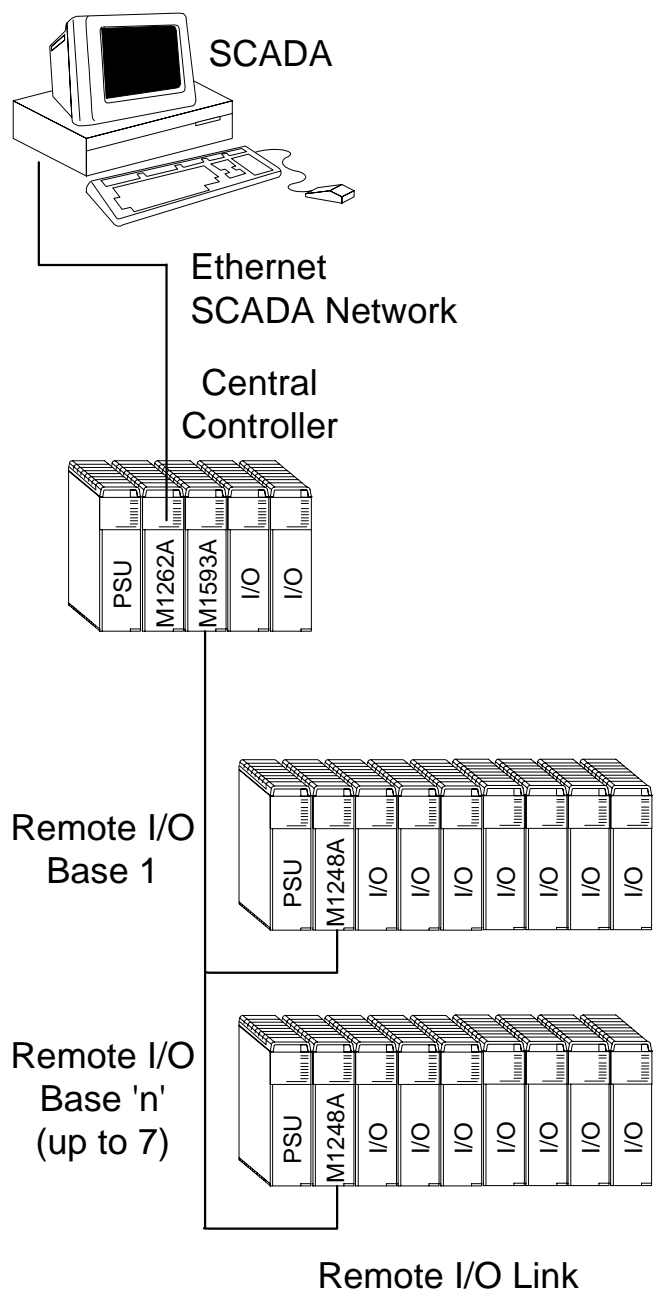 SCADA
Ethernet
SCADA Network
Central
Controller
PSU
M1262A
M1593A
I/O
I/O
Remote I/O
Base 1
PSU
M1248A
I/O
I/O
I/O
I/O
I/O
I/O
I/O
Remote I/O
Base 'n'
(up to 7)
PSU
M1248A
I/O
I/O
I/O
I/O
I/O
I/O
I/O
Remote I/O Link